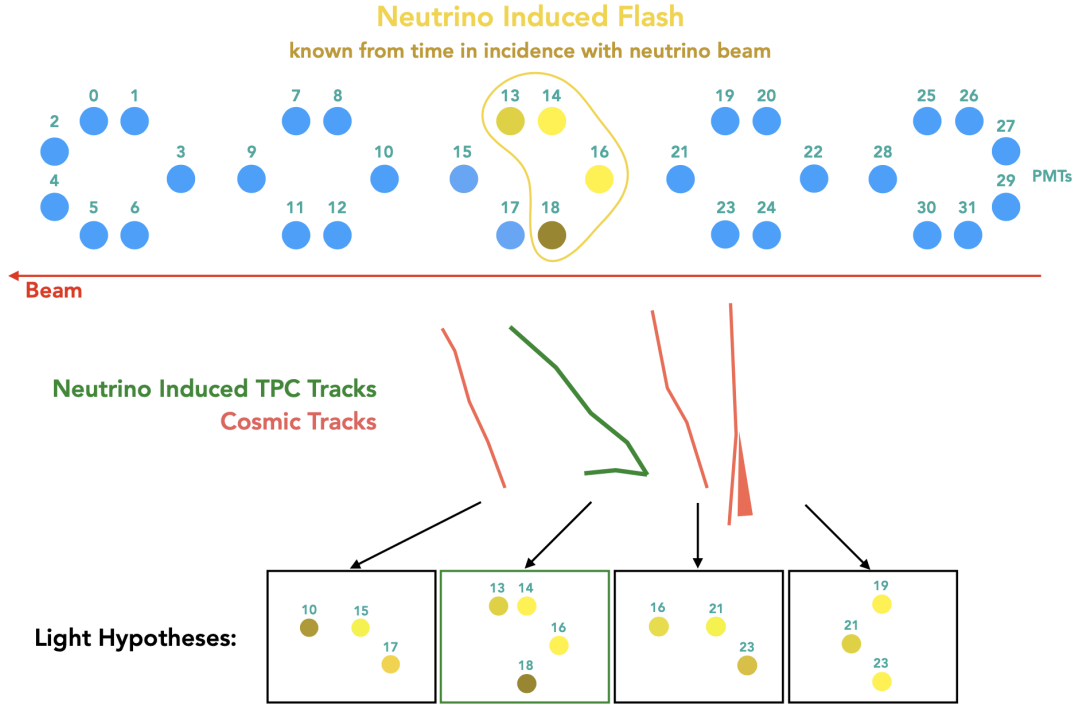 Neutrino Induced Flash
known from time in incidence with neutrino beam
0 1 7 8 13 14 19 20 25 26
2 27
3 9 10 15 16 21 22 28
PMTs
4 29
5 6 11 12 17 18 23 24 30 31
Beam
Neutrino Induced TPC Tracks
Cosmic Tracks
Light Hypotheses:
10 15
17
13 14
16
18
16 21
23
19
21
23